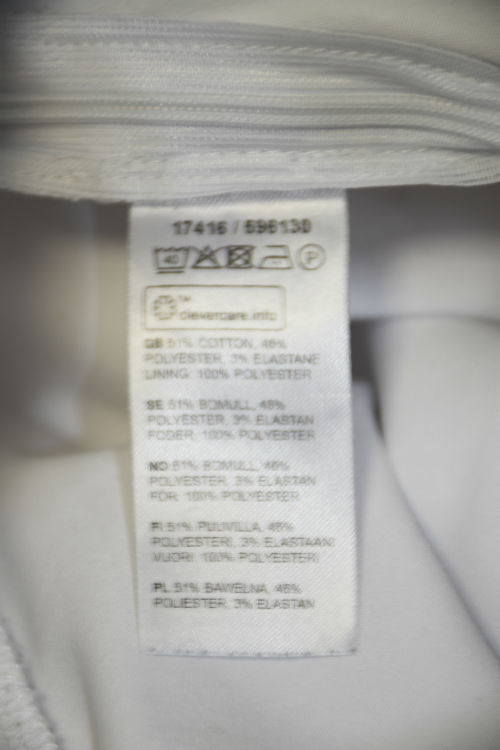 17416 / 696130
40 P
clevercare.info
GB 51% COTTON, 46%
POLYESTER, 3% ELASTANE
LINING: 100% POLYESTER
SE 51% BOMULL, 46%
POLYESTER, 3% ELASTAN
FODER: 100% POLYESTER
NO 51% BOMULL, 46%
POLYESTER, 3% ELASTAN
FÔR: 100% POLYESTER
FI 51% PUUVILLA, 46%
POLYESTERI, 3% ELASTAANI
VUORI: 100% POLYESTERI
PL 51% BAWEŁNA, 46%
POLIESTER, 3% ELASTAN